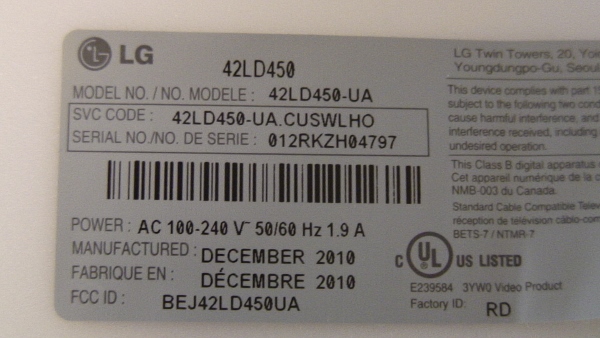 LG
42LD450
MODEL NO. / NO. MODELE : 42LD450-UA
SVC CODE : 42LD450-UA.CUSWLHO
SERIAL NO./NO. DE SERIE : 012RKZH04797
POWER : AC 100-240 V~ 50/60 Hz 1.9 A
MANUFACTURED : DECEMBER 2010
FABRIQUE EN : DÉCEMBRE 2010
FCC ID : BEJ42LD450UA
LG Twin Towers, 20,
Youngdungpo-Gu, Seoul
This device complies with part
subject to the following two
cause harmful interference, and
interference received, including
undesired operation.
This Class B digital apparatus
Cet appareil numérique de la
NMB-003 du Canada.
Standard Cable Compatible
réception de télévision
BETS-7 / NTMR-7
C UL US LISTED
E239584 3YW0 Video Product
Factory ID: RD